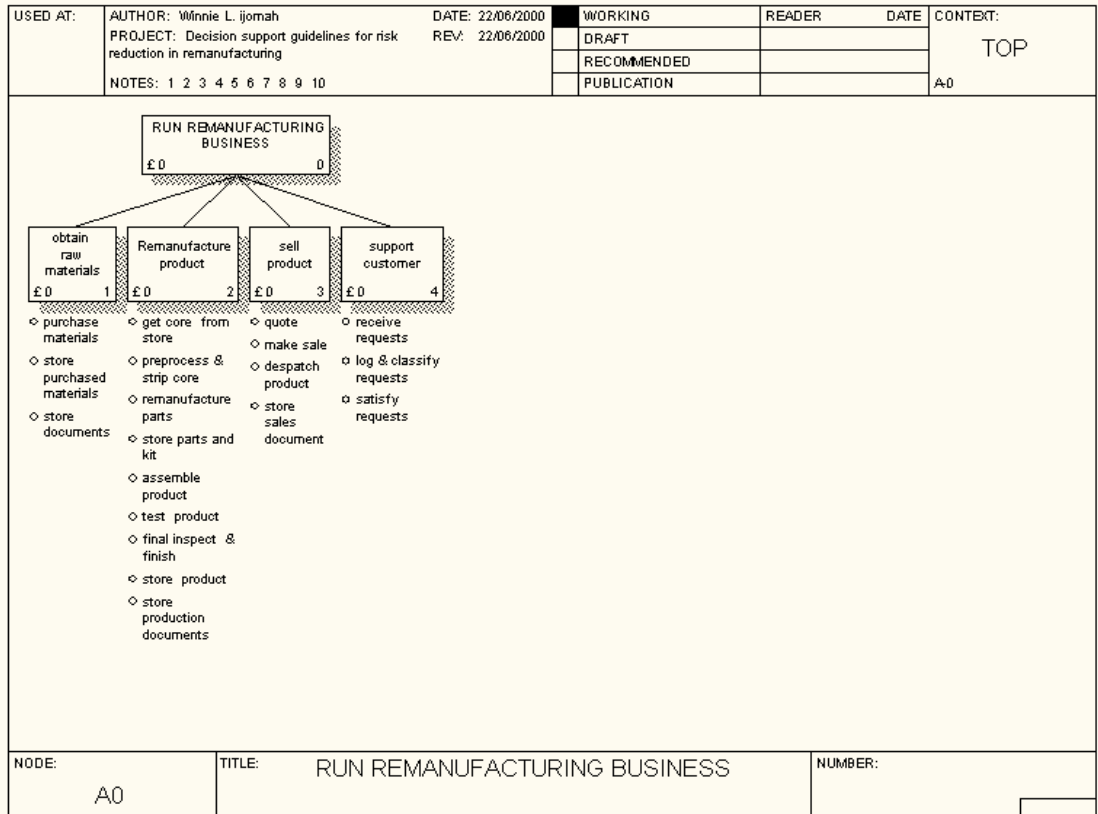 USED AT:
AUTHOR: Winnie L. ijomah
DATE: 22/06/2000
PROJECT: Decision support guidelines for risk
reduction in remanufacturing
REV: 22/06/2000
NOTES: 1 2 3 4 5 6 7 8 9 10
WORKING
DRAFT
RECOMMENDED
PUBLICATION
READER DATE
CONTEXT:
TOP
A-0
RUN REMANUFACTURING
BUSINESS
£ 0 0
obtain
raw
materials
£ 0 1
Remanufacture
product
£ 0 2
sell
product
£ 0 3
support
customer
£ 0 4
purchase
materials
store
purchased
materials
store
documents
get core from
store
preprocess &
strip core
remanufacture
parts
store parts and
kit
assemble
product
test product
final inspect &
finish
store product
store
production
documents
quote
make sale
despatch
product
store
sales
document
receive
requests
log & classify
requests
satisfy
requests
NODE:
A0
TITLE:
RUN REMANUFACTURING BUSINESS
NUMBER: